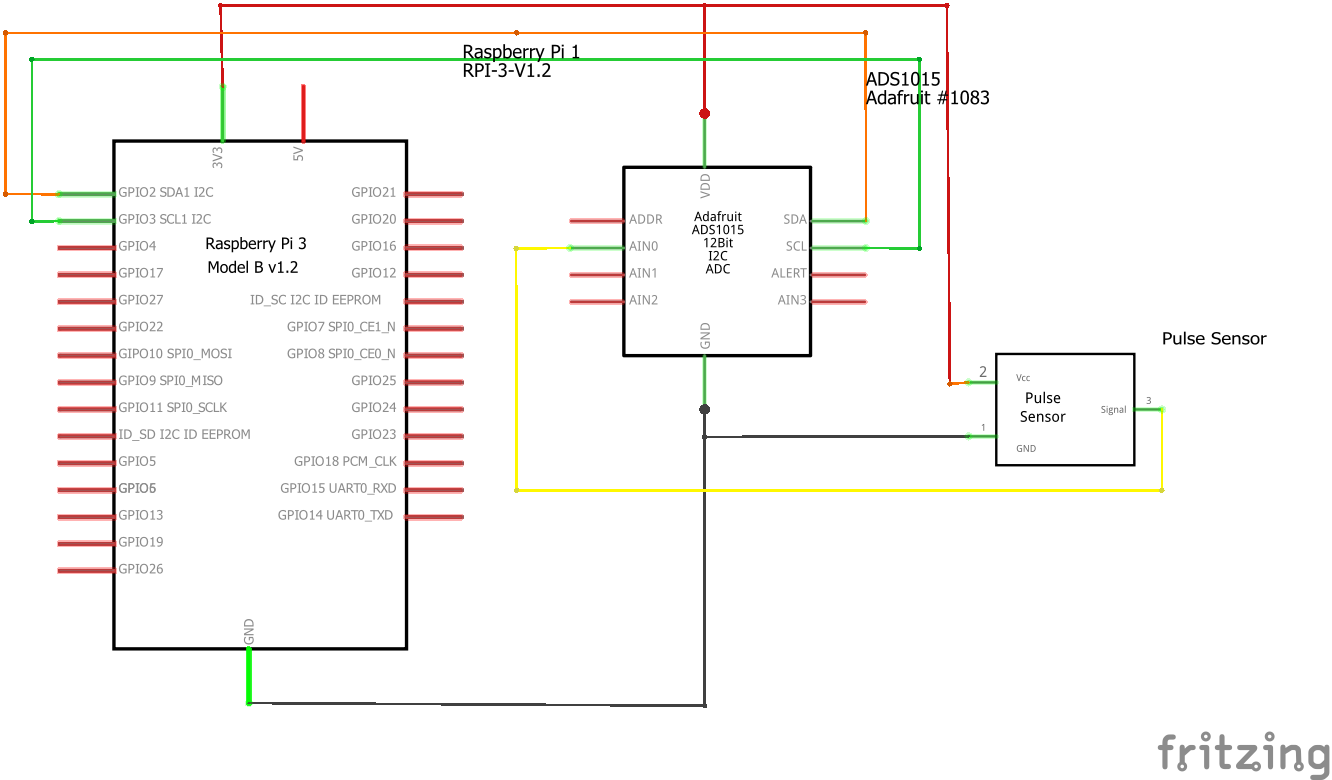 Raspberry Pi 1
RPI-3-V1.2
ADS1015
Adafruit #1083
3V3
5V
GPIO2 SDA1 I2C
GPIO3 SCL1 I2C
GPIO4
GPIO17
GPIO27
GPIO22
GIPO10 SPI0_MOSI
GPIO9 SPI0_MISO
GPIO11 SPI0_SCLK
ID_SD I2C ID EEPROM
GPIO5
GPIO13
GPIO19
GPIO26
Raspberry Pi 3
Model B v1.2
GPIO21
GPIO20
GPIO16
GPIO12
ID_SC I2C ID EEPROM
GPIO7 SPI0_CE1_N
GPIO8 SPI0_CE0_N
GPIO25
GPIO24
GPIO23
GPIO18 PCM_CLK
GPIO15 UART0_RXD
GPIO14 UART0_TXD
GND
VDD
ADDR
AIN0
AIN1
AIN2
Adafruit
ADS1015
12Bit
I2C
ADC
SDA
SCL
ALERT
AIN3
GND
Pulse Sensor
2
Vcc
Pulse
Sensor
Signal
3
1
GND
fritzing